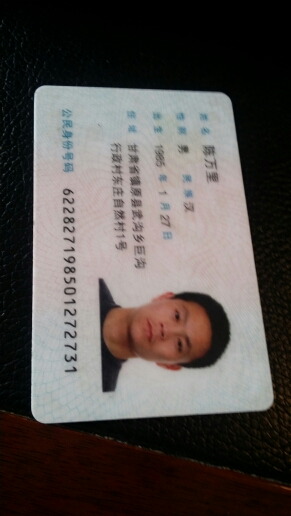 姓名 陈万里
性别 男 民族 汉
出生 1985 年 1 月 27 日
住址 甘肃省镇原县武沟乡巨沟
行政村东庄自然村1号
公民身份号码 622827198501272731